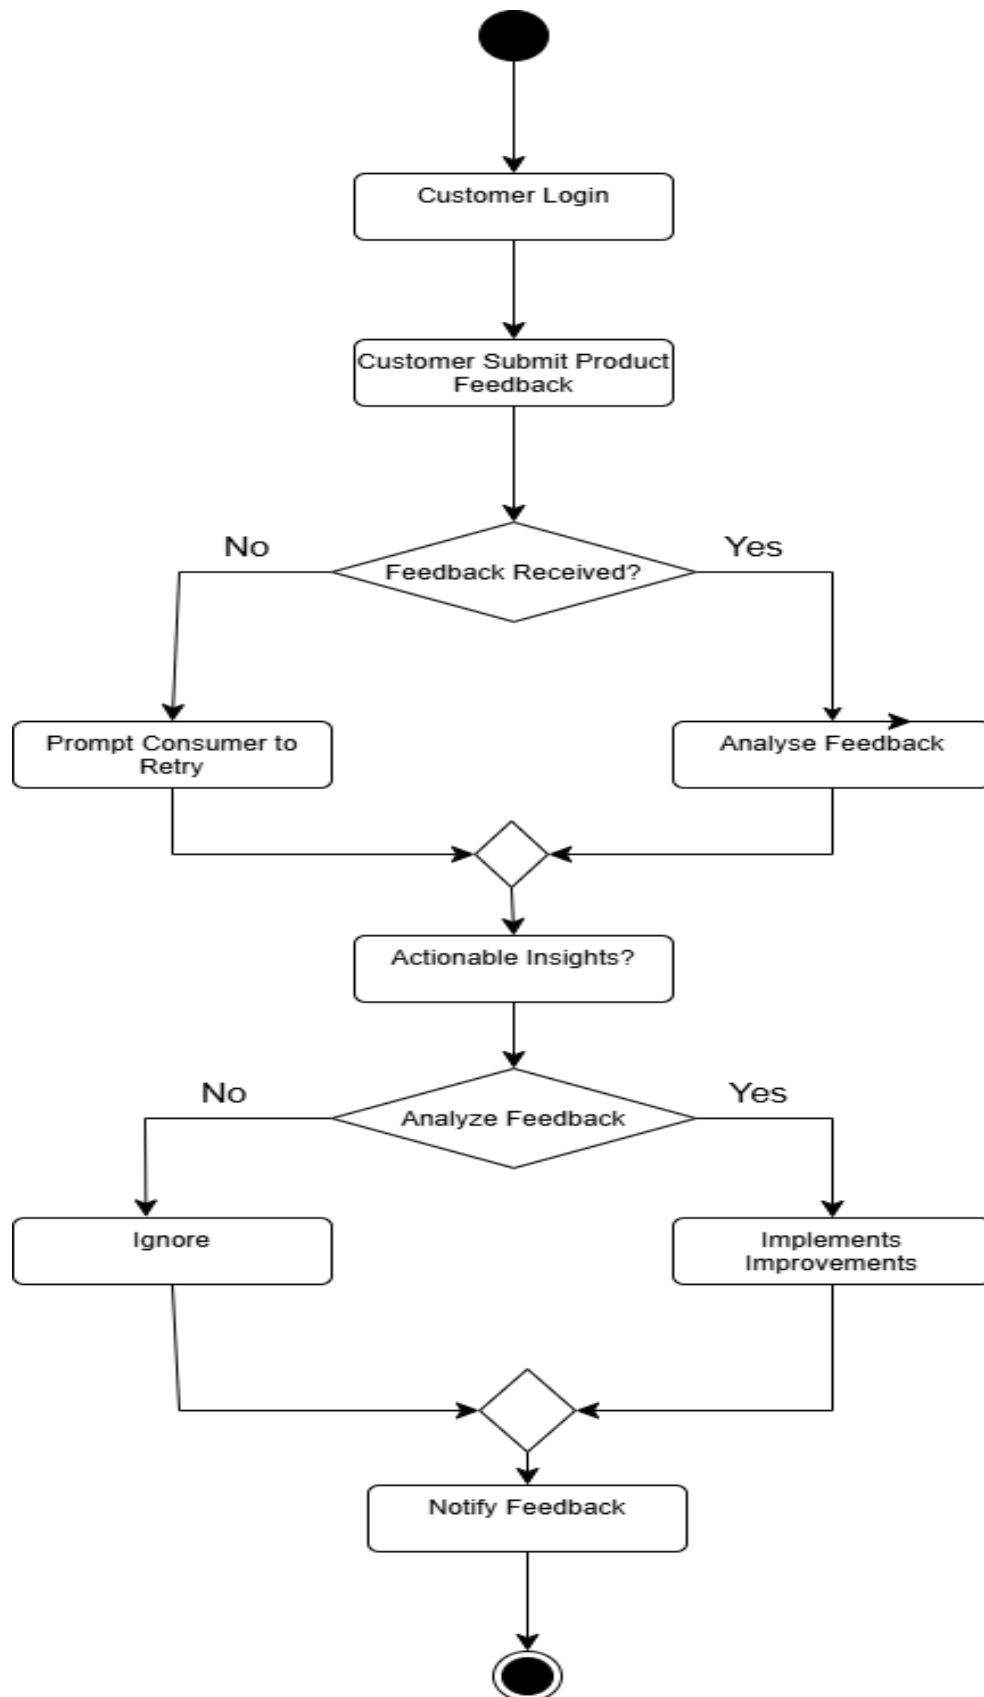 Customer Login
Customer Submit Product
Feedback
No
Yes
Feedback Received?
Prompt Consumer to
Retry
Analyse Feedback
Actionable Insights?
No
Yes
Analyze Feedback
Ignore
Implements
Improvements
Notify Feedback